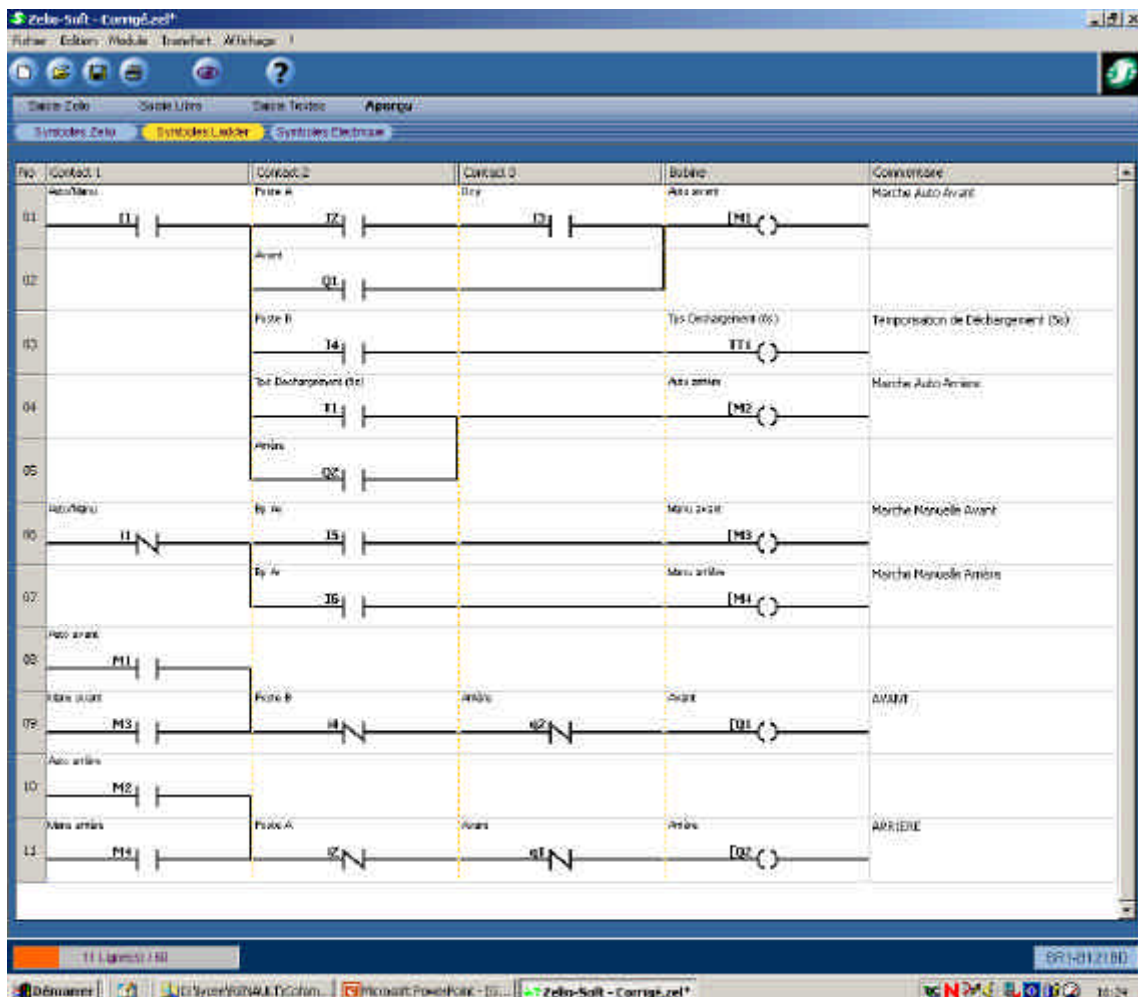 Zelio-Soft - Corrigé.zel*
Fichier Edition Module Transfert Affichage ?
Saisie Zelio Saisie Libre Saisie Textes Aperçu
Symboles Zelio Symboles Ladder Symboles Electrique
No Contact 1 Contact 2 Contact 3 Bobine Commentaire
Auto/Manu Poste A Dcy Auto avant Marche Auto Avant
01 I1 I2 I3 [M1
Avant
02 Q1
Poste B Tps Dechargement Temporisation de Déchargement (5s)
03 I4 TT1
Tps Dechargement (5s) Auto arrière Marche Auto Arrière
04 T1 [M2
Arrière
05 Q2
Auto/Manu Bp Av Manu avant Marche Manuelle Avant
06 i1 I5 [M3
Bp Ar Manu arrière Marche Manuelle Arrière
07 I6 [M4
Auto avant
08 M1
Manu avant Poste B Arrière Avant AVANT
09 M3 i4 q2 [Q1
Auto arrière
10 M2
Manu arrière Poste A Avant Arrière ARRIERE
11 M4 i2 q1 [Q2
11 Ligne(s) / 60
SR1-B121BD
Démarrer Microsoft PowerPoint - Zelio-Soft - Corrigé.zel* 16:24